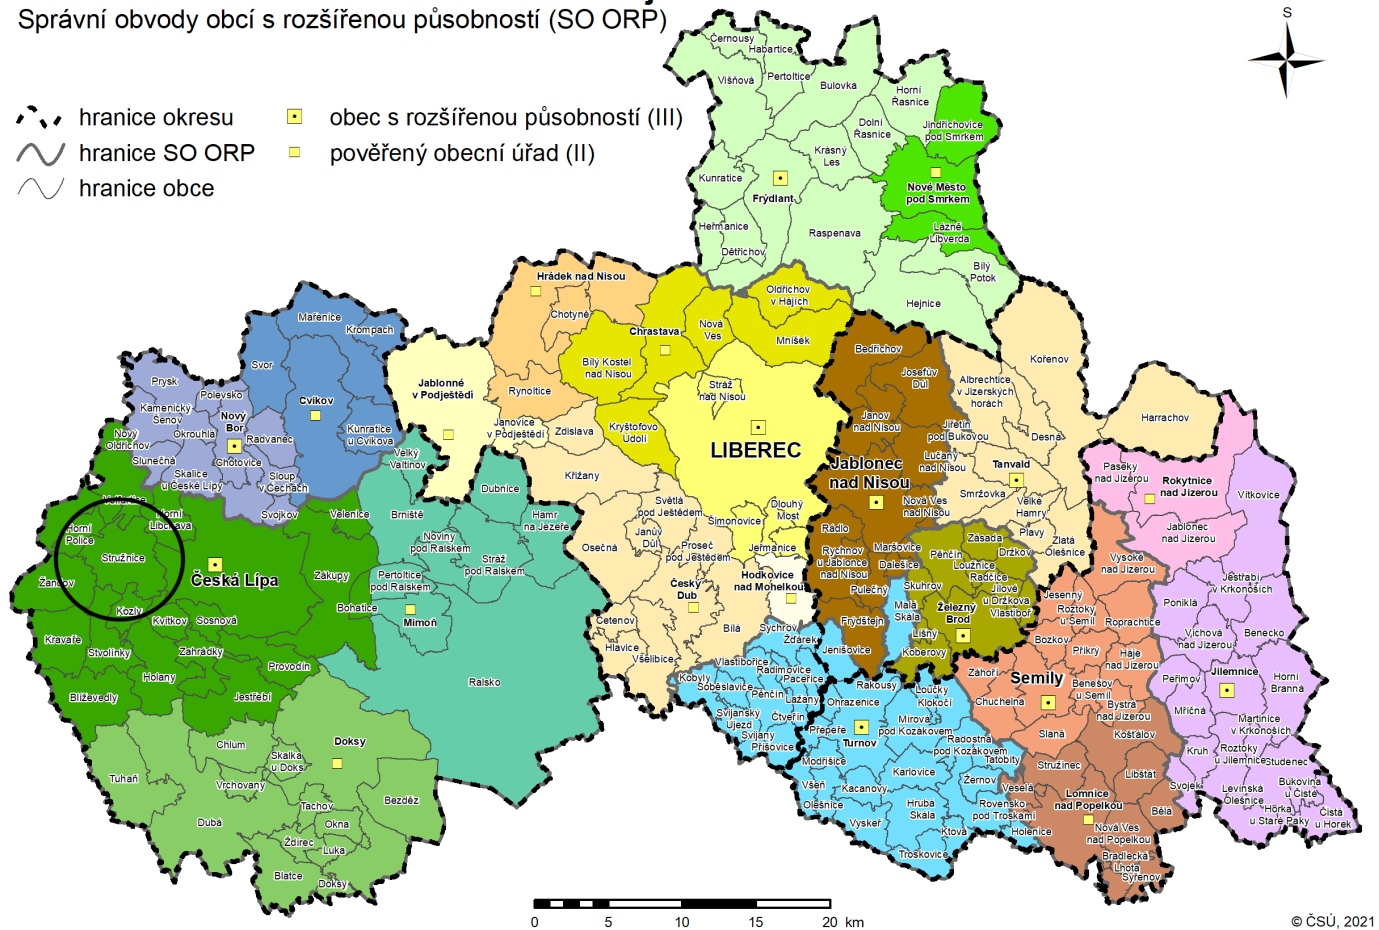 Správní obvody obcí s rozšířenou působností (SO ORP)
S
hranice okresu
obec s rozšířenou působností (III)
hranice SO ORP
pověřený obecní úřad (II)
hranice obce
Černousy
Habartice
Višňová
Pertoltice
Bulovka
Horní
Řasnice
Dolní
Řasnice
Jindřichovice
pod Smrkem
Krásný
Les
Kunratice
Frýdlant
Nové Město
pod Smrkem
Heřmanice
Dětřichov
Raspenava
Lázně
Libverda
Bílý
Potok
Hejnice
Hrádek nad Nisou
Chotyně
Oldřichov
v Hájích
Nová
Ves
Chrastava
Mníšek
Bílý Kostel
nad Nisou
Rynoltice
Stráž
nad Nisou
Kryštofovo
Údolí
LIBEREC
Mařenice
Krompach
Svor
Cvikov
Kunratice
u Cvikova
Jablonné
v Podještědí
Janovice
v Podještědí
Zdislava
Křižany
Prysk
Polevsko
Kamenický
Šenov
Nový
Bor
Okrouhlá
Radvanec
Chotovice
Nový
Oldřichov
Slunečná
Skalice
u České Lípy
Sloup
v Čechách
Svojkov
Velký
Valtinov
Velenice
Brniště
Dubnice
Hamr
na Jezeře
Noviny
pod Ralskem
Stráž
pod Ralskem
Pertoltice
pod Ralskem
Mimoň
Ralsko
Volfartice
Horní
Libchava
Horní
Police
Stružnice
Žandov
Česká Lípa
Zákupy
Bohatice
Kozly
Kvítkov
Sosnová
Kravaře
Stvolínky
Zahrádky
Provodín
Holany
Blíževedly
Jestřebí
Doksy
Chlum
Skalka
u Doks
Tuhaň
Vrchovany
Bezděz
Tachov
Dubá
Okna
Ždírec
Luka
Blatce
Doksy
Bedřichov
Josefův
Důl
Janov
nad Nisou
Jablonec
nad Nisou
Lučany
nad Nisou
Nová Ves
nad Nisou
Rádlo
Rychnov
u Jablonce
nad Nisou
Maršovice
Dalešice
Pulečný
Frýdštejn
Jenišovice
Malá
Skála
Kořenov
Albrechtice
v Jizerských
horách
Harrachov
Jiřetín
pod Bukovou
Desná
Tanvald
Smržovka
Velké
Hamry
Plavy
Zlatá
Olešnice
Zásada
Držkov
Pěnčín
Loužnice
Radčice
Skuhrov
Jílové
u Držkova
Vlastiboř
Železný
Brod
Líšný
Koberovy
Světlá
pod Ještědem
Šimonovice
Dlouhý
Most
Jeřmanice
Osečná
Janův
Důl
Proseč
pod Ještědem
Český
Dub
Hodkovice
nad Mohelkou
Cetenov
Bílá
Hlavice
Všelibice
Sychrov
Žďárek
Vlastibořice
Radimovice
Paceřice
Kobyly
Soběslavice
Pěnčín
Lažany
Svijanský
Újezd
Čtveřín
Svijany
Příšovice
Rakousy
Loučky
Klokočí
Ohrazenice
Přepeře
Turnov
Mírová
pod Kozákovem
Radostná
pod Kozákovem
Tatobity
Modřišice
Karlovice
Všeň
Kacanovy
Žernov
Olešnice
Hrubá
Skála
Rovensko
pod Troskami
Vyskeř
Ktová
Troskovice
Holenice
Paseky
nad Jizerou
Rokytnice
nad Jizerou
Jablonec
nad Jizerou
Vítkovice
Vysoké
nad Jizerou
Jesenný
Roztoky
u Semil
Roprachtice
Bozkov
Příkrý
Háje
nad Jizerou
Záhoří
Semily
Benešov
u Semil
Chuchelna
Bystrá
nad Jizerou
Slaná
Košťálov
Stružinec
Libštát
Veselá
Lomnice
nad Popelkou
Bělá
Nová Ves
nad Popelkou
Bradlecká
Lhota
Syřenov
Jestřabí
v Krkonoších
Poniklá
Víchová
nad Jizerou
Benecko
Jilemnice
Peřimov
Horní
Branná
Mříčná
Martinice
v Krkonoších
Kruh
Roztoky
u Jilemnice
Studenec
Svojek
Levínská
Olešnice
Bukovina
u Čisté
Horka
u Staré Paky
Čistá
u Horek
0 5 10 15 20 km
© ČSÚ, 2021